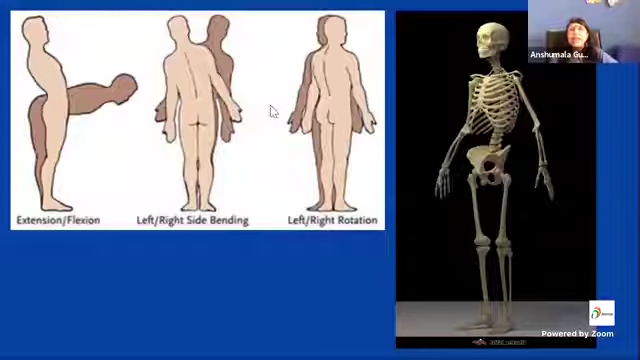 Anshumala Gu...
Extension/Flexion
Left/Right Side Bending
Left/Right Rotation
Powered by Zoom